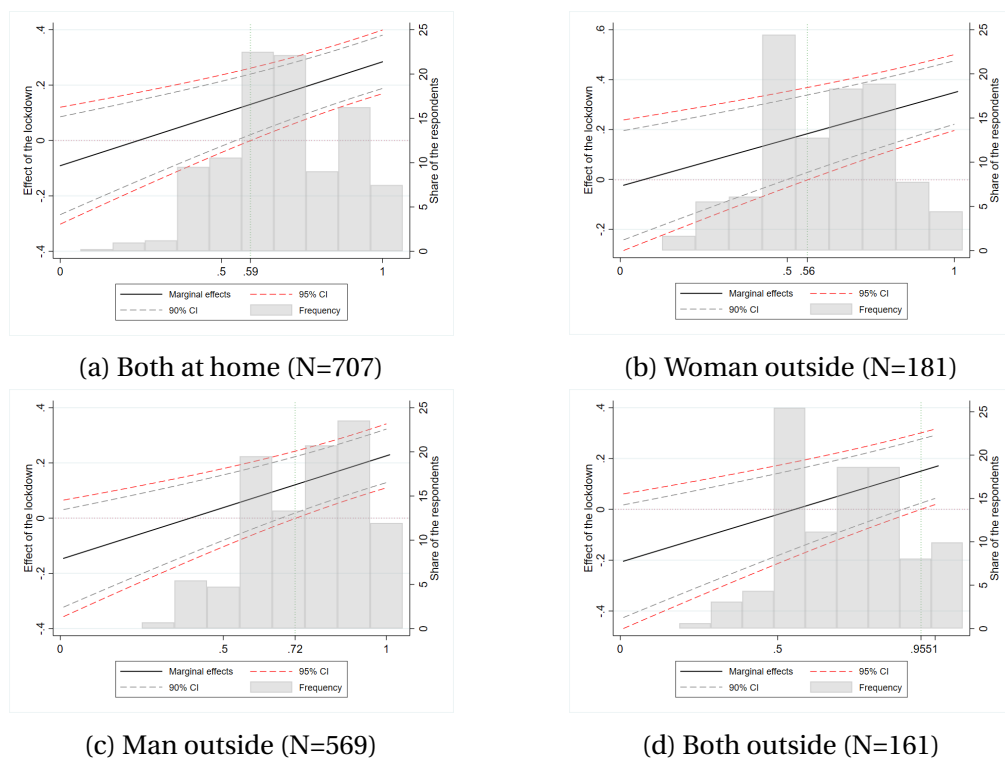 Effect of the lockdown
.4
.2
0
-.2
-.4
25
20
15
10
5
0
Share of the respondents
0 .5 .59 1
Marginal effects 95% CI
90% CI Frequency
(a) Both at home (N=707)
Effect of the lockdown
.6
.4
.2
0
-.2
25
20
15
10
5
0
Share of the respondents
0 .5 .56 1
Marginal effects 95% CI
90% CI Frequency
(b) Woman outside (N=181)
Effect of the lockdown
.4
.2
0
-.2
-.4
25
20
15
10
5
0
Share of the respondents
0 .5 .72 1
Marginal effects 95% CI
90% CI Frequency
(c) Man outside (N=569)
Effect of the lockdown
.4
.2
0
-.2
-.4
25
20
15
10
5
0
Share of the respondents
0 .5 .9551
Marginal effects 95% CI
90% CI Frequency
(d) Both outside (N=161)